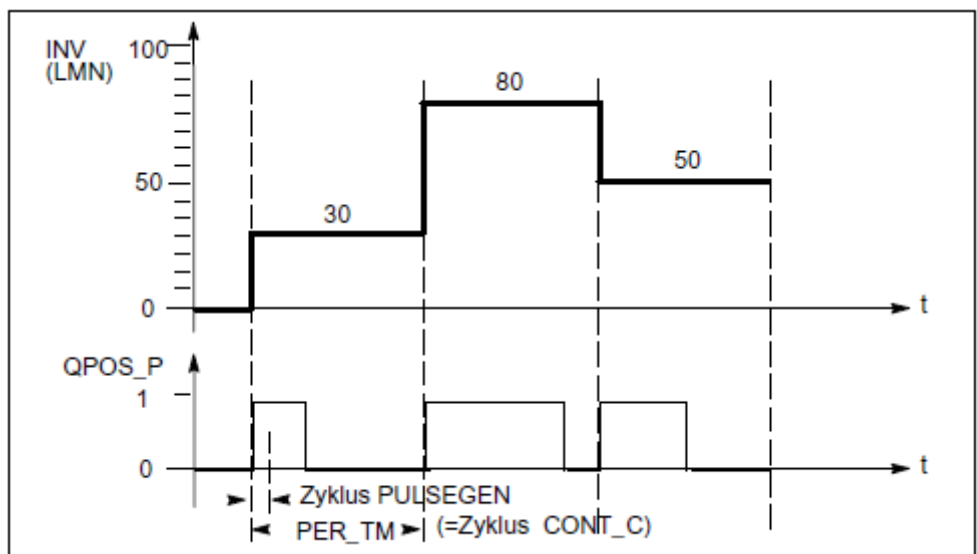 INV
(LMN)
100
80
50
50
30
0
t
QPOS_P
1
0
t
Zyklus PULSEGEN
PER_TM
(=Zyklus CONT_C)